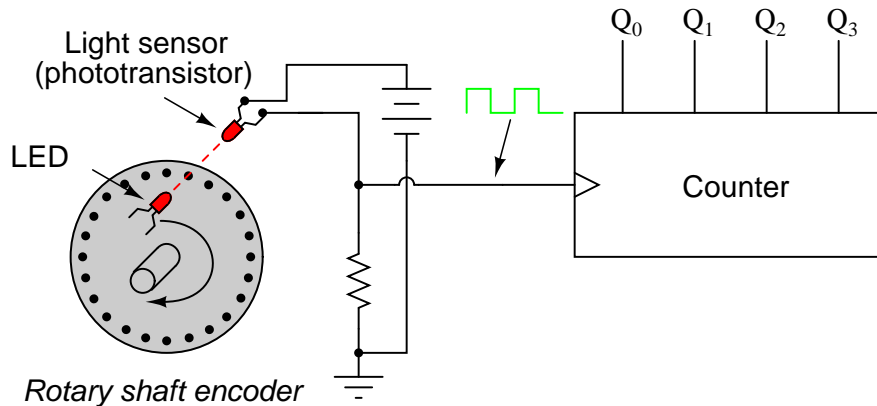 Light sensor
(phototransistor)
LED
Rotary shaft encoder
Q0 Q1 Q2 Q3
Counter